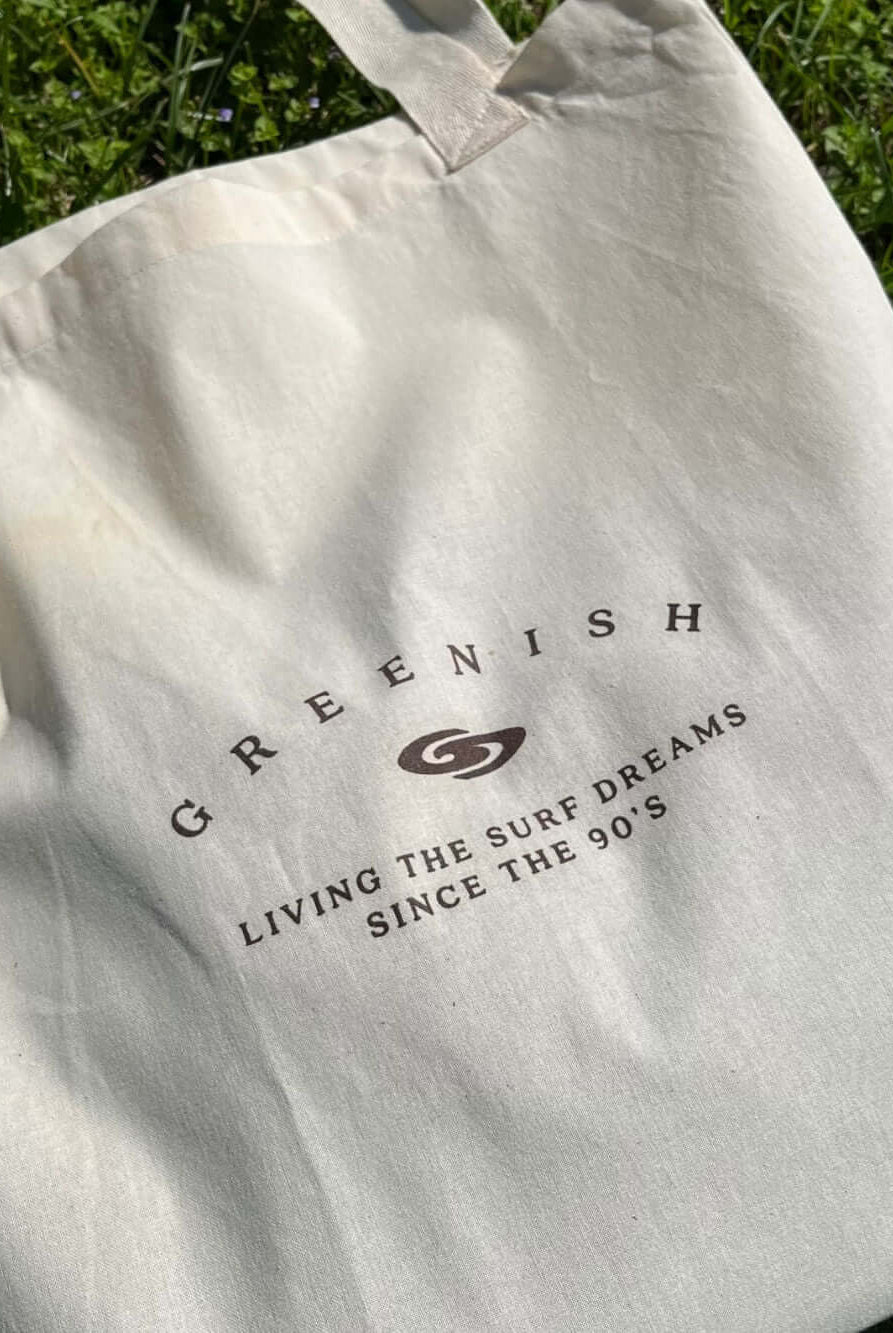 GREENISH
LIVING THE SURF DREAMS
SINCE THE 90'S